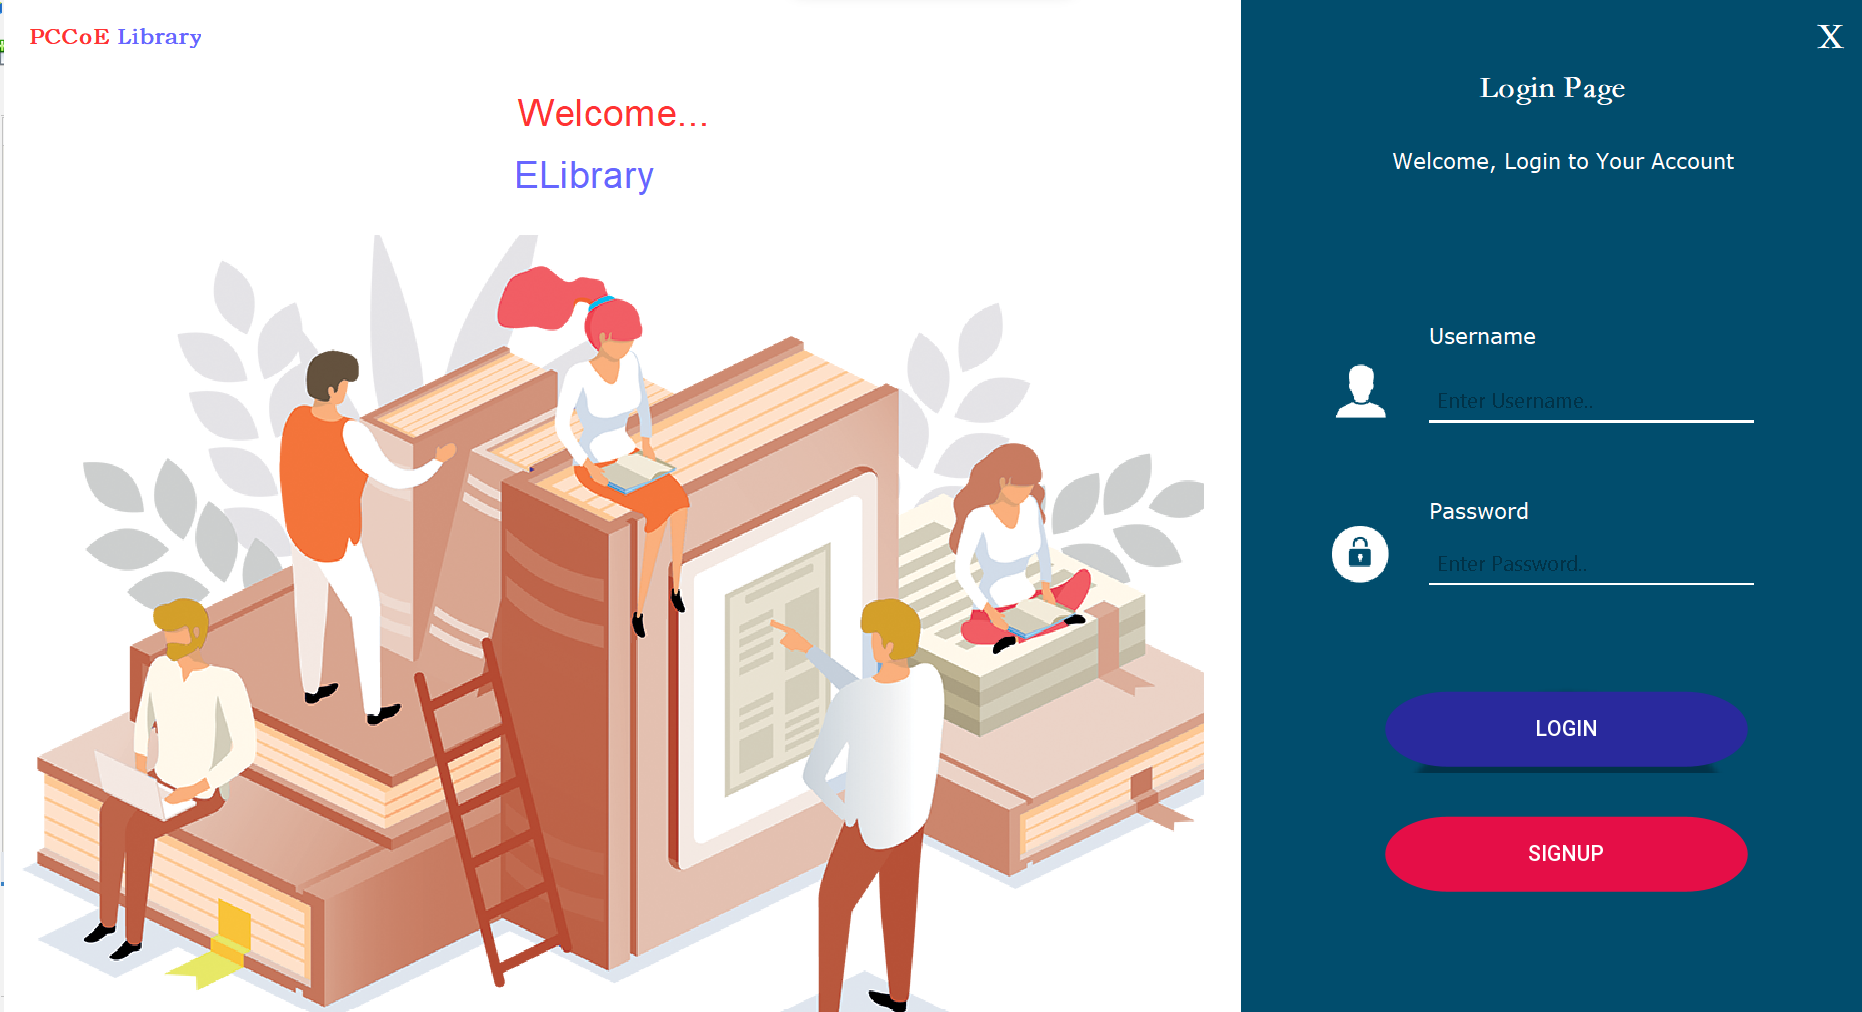 PCCoE Library
Welcome...
ELibrary
X
Login Page
Welcome, Login to Your Account
Username
Enter Username..
Password
Enter Password..
LOGIN
SIGNUP